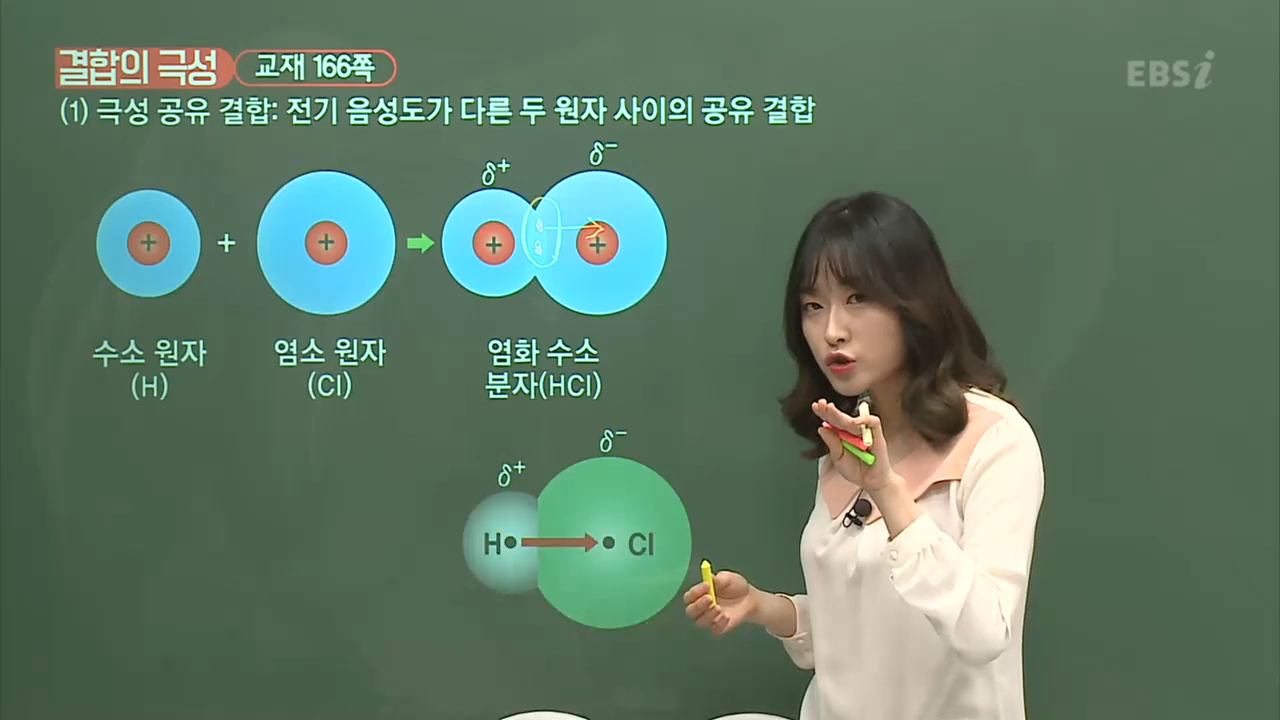 결합의 극성 교재 166쪽
EBSi
(1) 극성 공유 결합: 전기 음성도가 다른 두 원자 사이의 공유 결합
δ+ δ−
+ + + + +
수소 원자 염소 원자 염화 수소
(H) (Cl) 분자(HCl)
δ+ δ−
H• • Cl